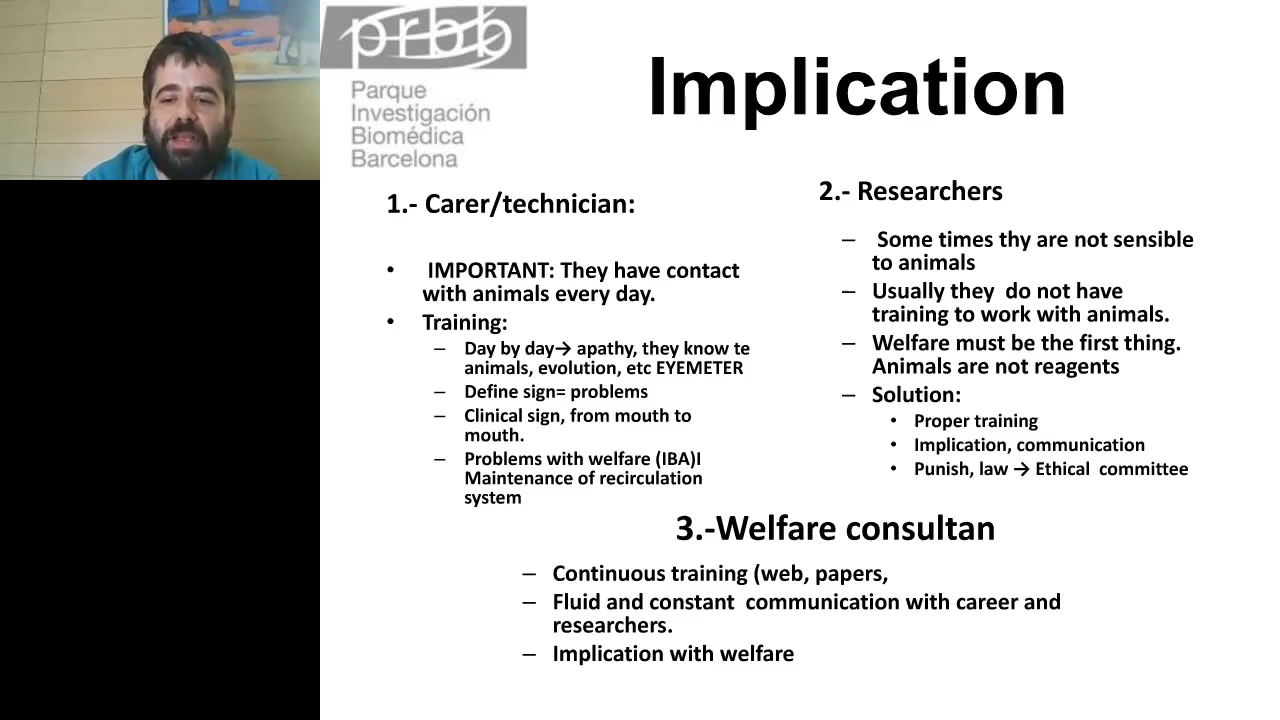 prbb
Parque
Investigación
Biomédica
Barcelona
Implication
1.- Carer/technician:
• IMPORTANT: They have contact
with animals every day.
• Training:
– Day by day→ apathy, they know te
animals, evolution, etc EYEMETER
– Define sign= problems
– Clinical sign, from mouth to
mouth.
– Problems with welfare (IBA)I
Maintenance of recirculation
system
2.- Researchers
– Some times thy are not sensible
to animals
– Usually they do not have
training to work with animals.
– Welfare must be the first thing.
Animals are not reagents
– Solution:
• Proper training
• Implication, communication
• Punish, law → Ethical committee
3.-Welfare consultan
– Continuous training (web, papers,
– Fluid and constant communication with career and
researchers.
– Implication with welfare